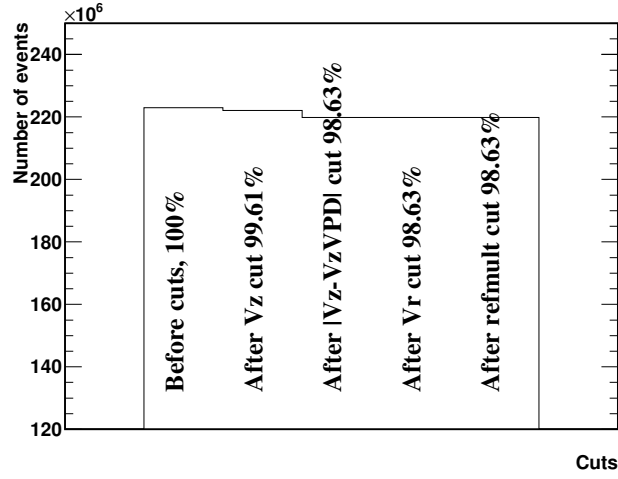 ×10⁶
Number of events
240
220
200
180
160
140
120
Before cuts, 100%
After Vz cut 99.61%
After |Vz-VzVPD| cut 98.63%
After Vr cut 98.63%
After refmult cut 98.63%
Cuts